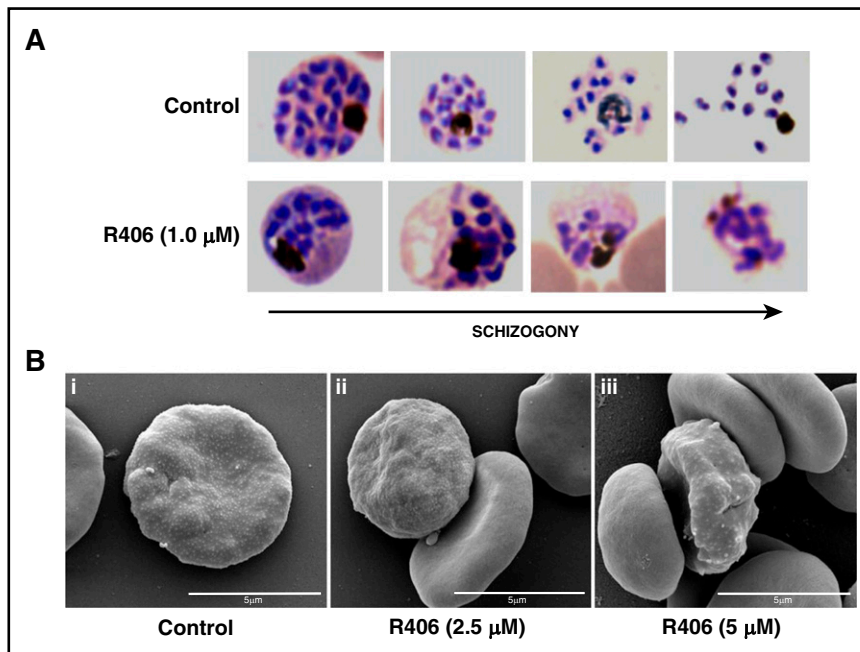 A
Control
R406 (1.0 μM)
SCHIZOGONY
B
i
ii
iii
5μm
5μm
5μm
Control
R406 (2.5 μM)
R406 (5 μM)